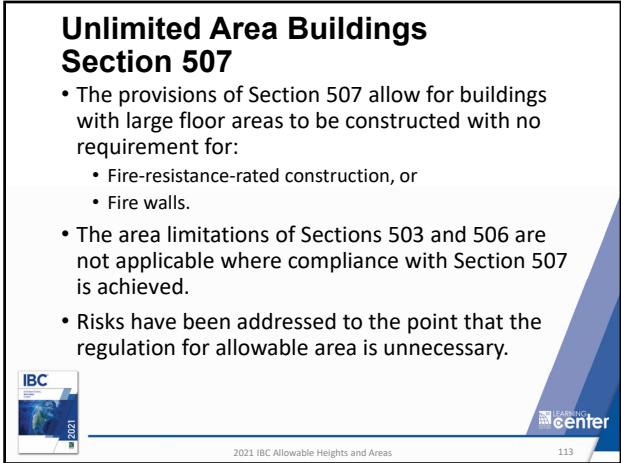 Unlimited Area Buildings
Section 507
• The provisions of Section 507 allow for buildings
with large floor areas to be constructed with no
requirement for:
• Fire-resistance-rated construction, or
• Fire walls.
• The area limitations of Sections 503 and 506 are
not applicable where compliance with Section 507
is achieved.
• Risks have been addressed to the point that the
regulation for allowable area is unnecessary.
IBC
2021
LEARNING
center
2021 IBC Allowable Heights and Areas
113